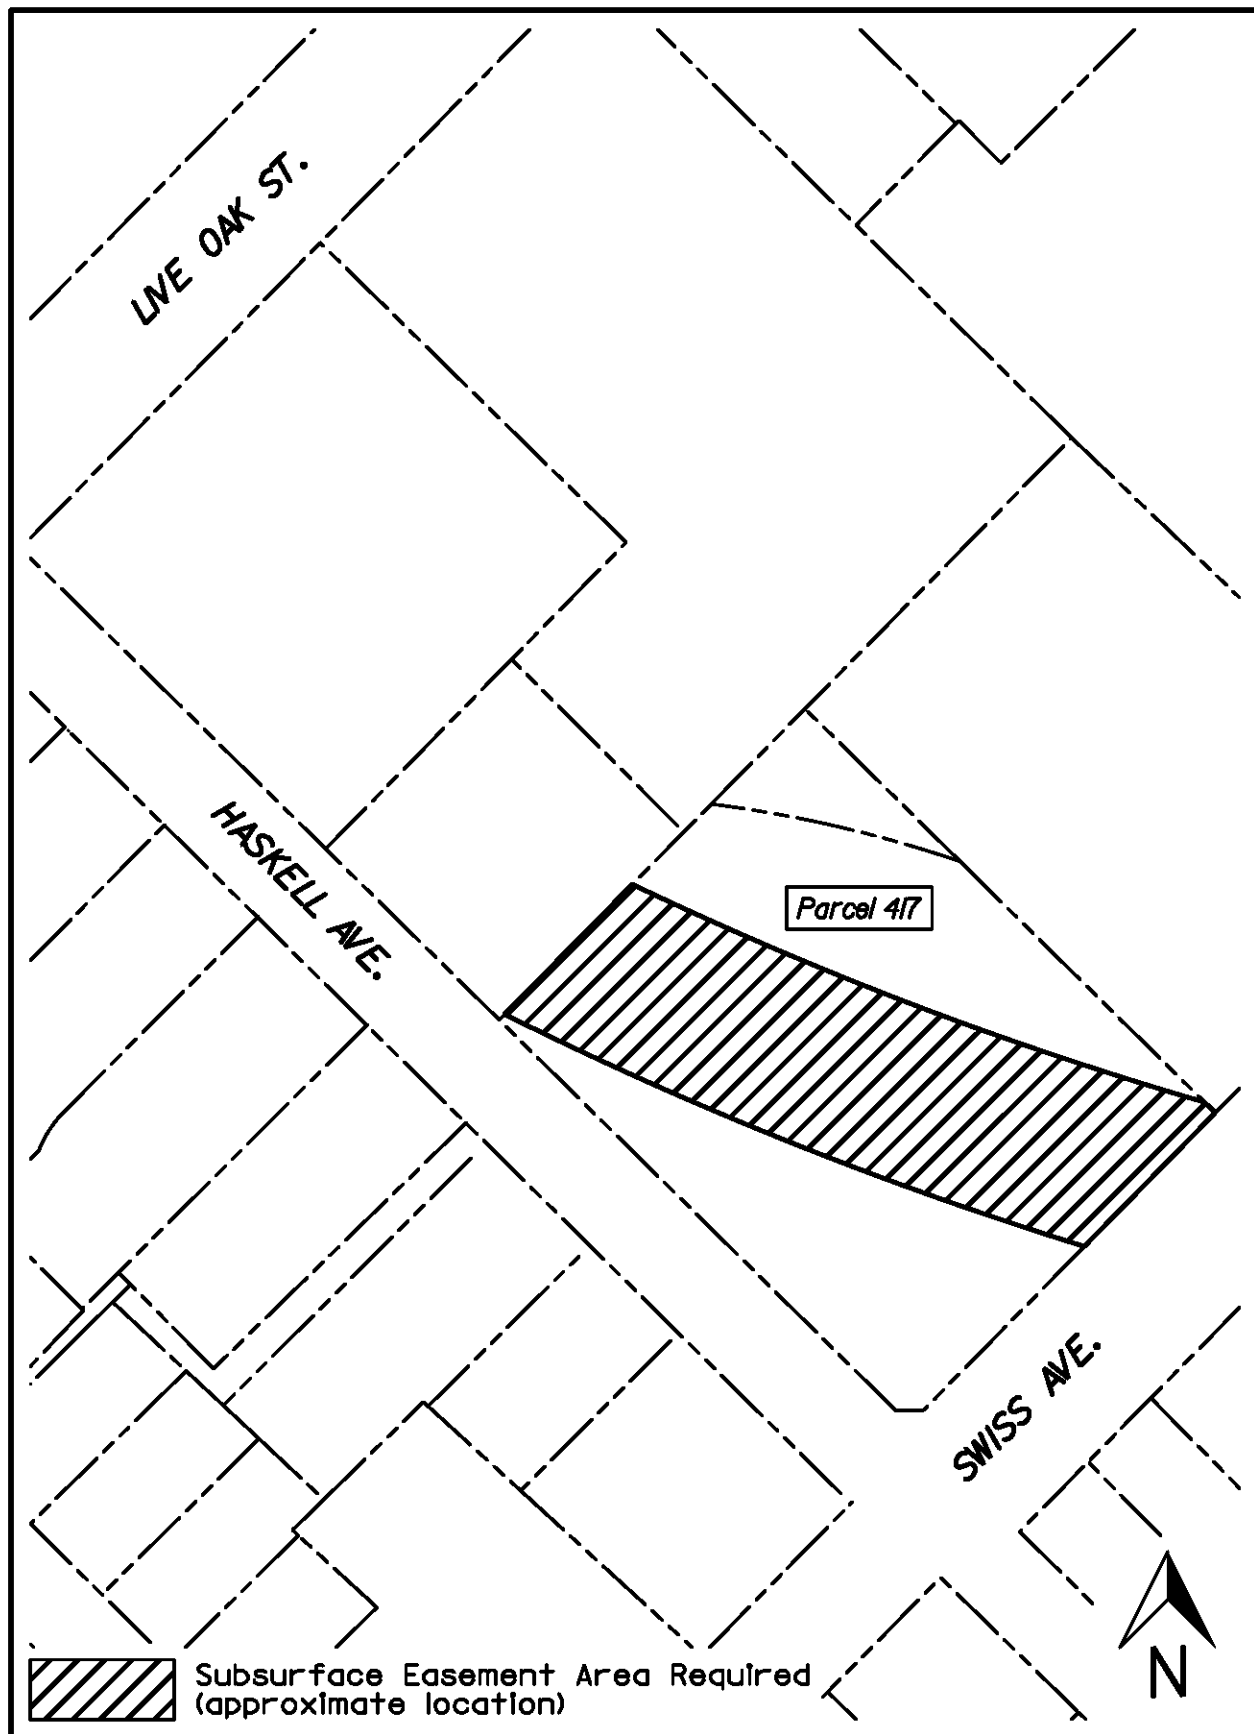 LIVE OAK ST.
HASKELL AVE.
Parcel 417
SWISS AVE.
N
Subsurface Easement Area Required
(approximate location)